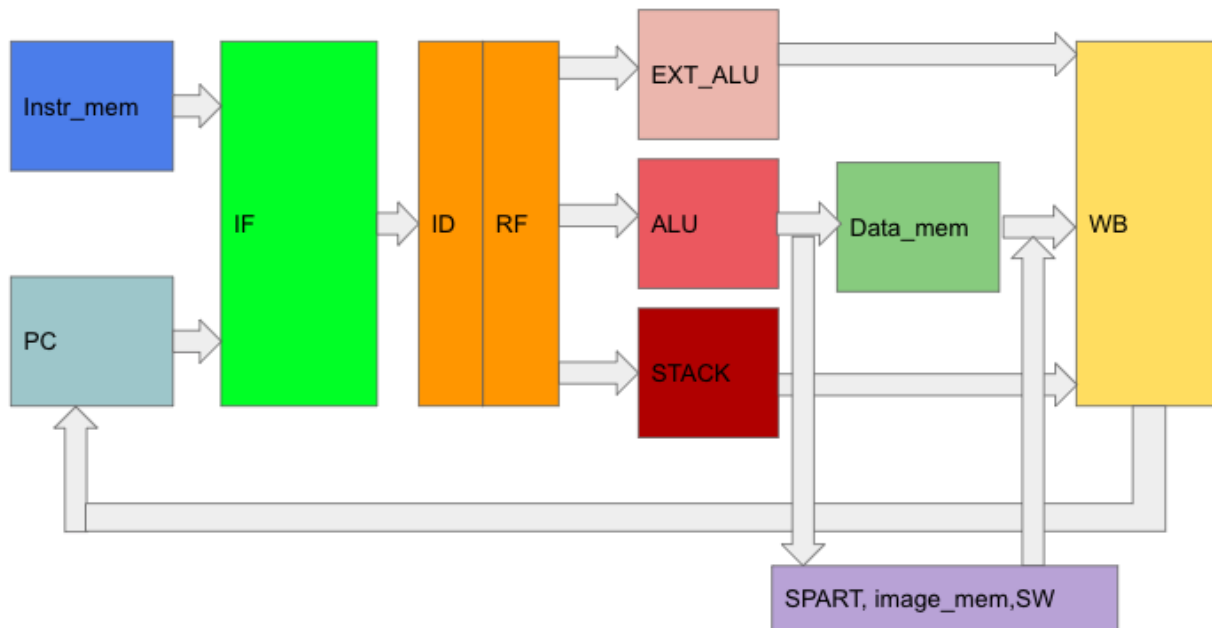 Instr_mem
PC
IF
ID
RF
EXT_ALU
ALU
STACK
Data_mem
WB
SPART, image_mem,SW